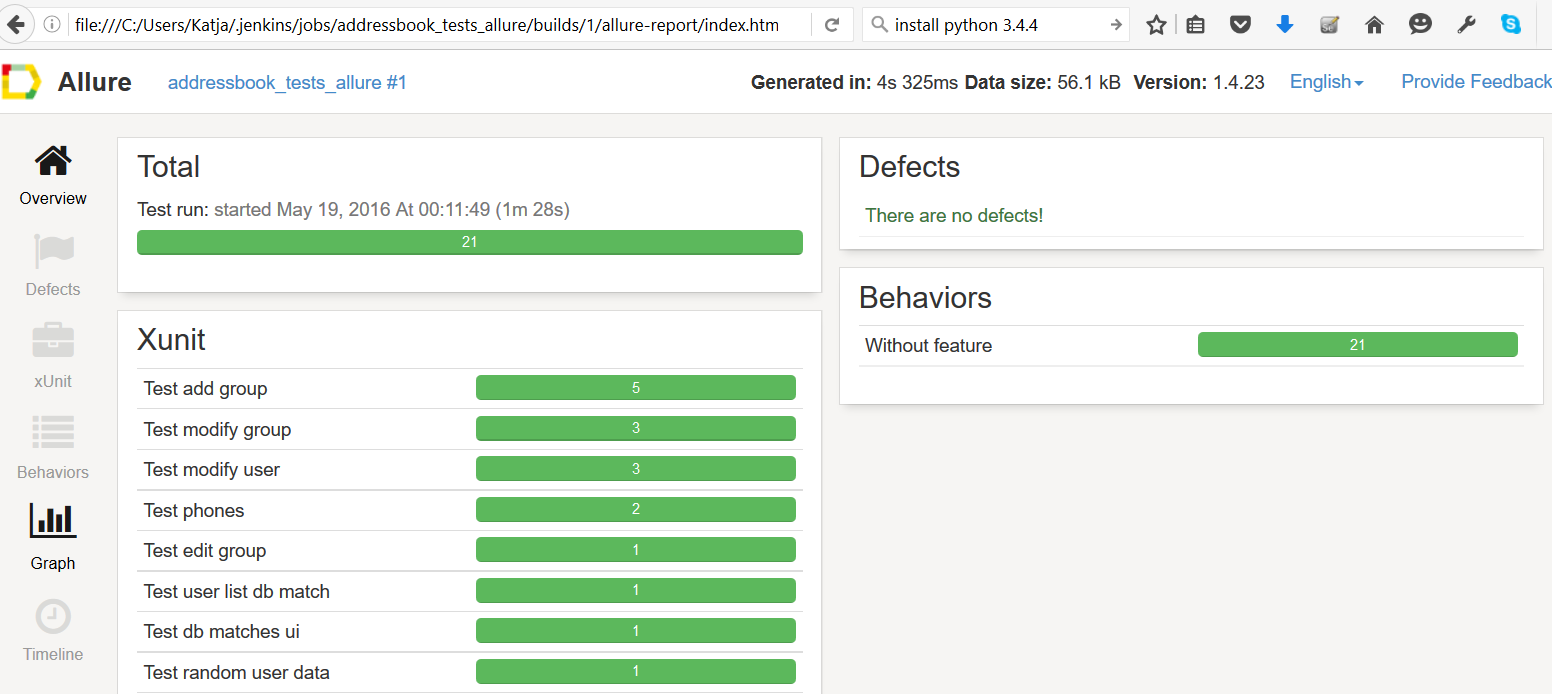 file:///C:/Users/Katja/.jenkins/jobs/addressbook_tests_allure/builds/1/allure-report/index.htm
install python 3.4.4
Allure
addressbook_tests_allure #1
Generated in: 4s 325ms Data size: 56.1 kB Version: 1.4.23
English
Provide Feedback
Overview
Defects
xUnit
Behaviors
Graph
Timeline
Total
Test run: started May 19, 2016 At 00:11:49 (1m 28s)
21
Xunit
Test add group 5
Test modify group 3
Test modify user 3
Test phones 2
Test edit group 1
Test user list db match 1
Test db matches ui 1
Test random user data 1
Defects
There are no defects!
Behaviors
Without feature 21